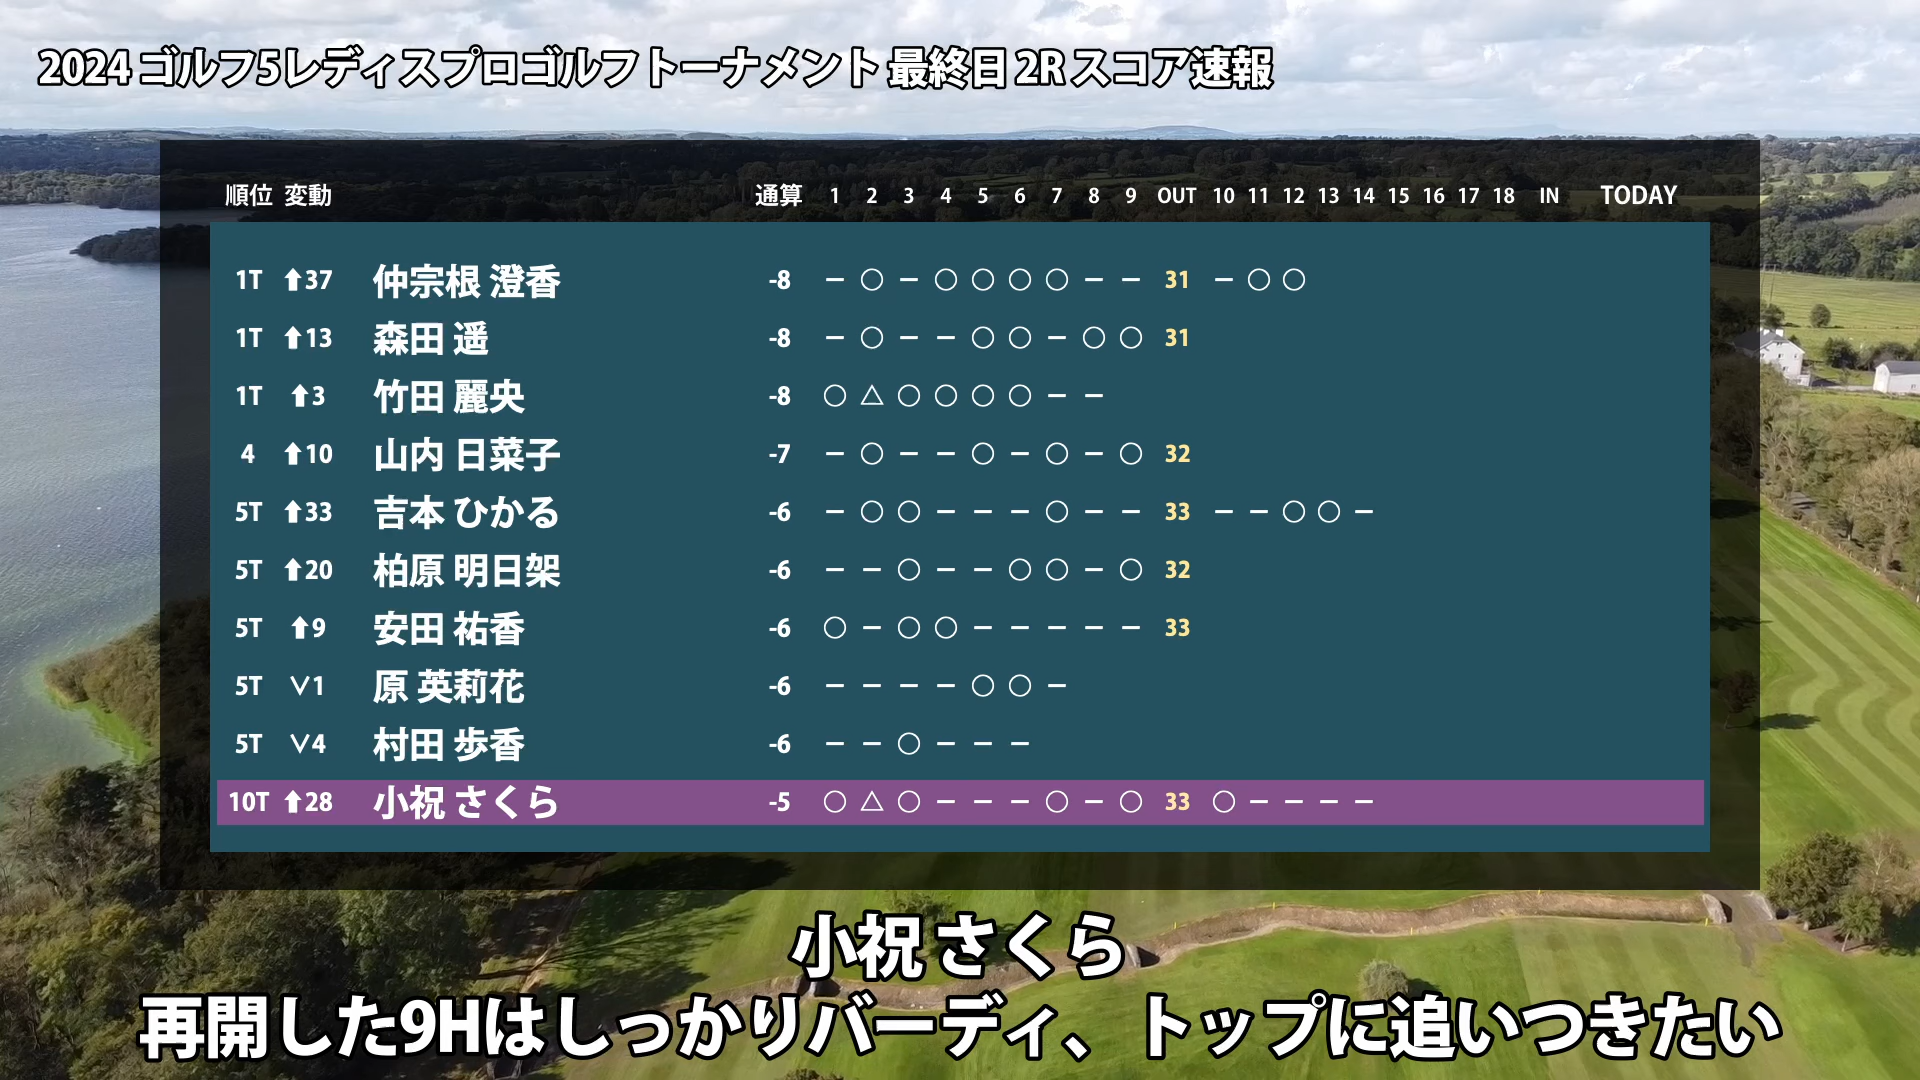 2024 ゴルフ5レディスプロゴルフトーナメント 最終日 2R スコア速報
順位 変動 通算 1 2 3 4 5 6 7 8 9 OUT 10 11 12 13 14 15 16 17 18 IN TODAY
1T ⬆37 仲宗根 澄香 -8 － ○ － ○ ○ ○ ○ － － 31 － ○ ○
1T ⬆13 森田 遥 -8 － ○ － － ○ ○ － ○ ○ 31
1T ⬆3 竹田 麗央 -8 ○ △ ○ ○ ○ ○ － －
4 ⬆10 山内 日菜子 -7 － ○ － － ○ － ○ － ○ 32
5T ⬆33 吉本 ひかる -6 － ○ ○ － － － ○ － － 33 － － ○ ○ －
5T ⬆20 柏原 明日架 -6 － － ○ － － ○ ○ － ○ 32
5T ⬆9 安田 祐香 -6 ○ － ○ ○ － － － － － 33
5T ∨1 原 英莉花 -6 － － － － ○ ○ －
5T ∨4 村田 歩香 -6 － － ○ － － －
10T ⬆28 小祝 さくら -5 ○ △ ○ － － － ○ － ○ 33 ○ － － － －
小祝 さくら
再開した9Hはしっかりバーディ、トップに追いつきたい